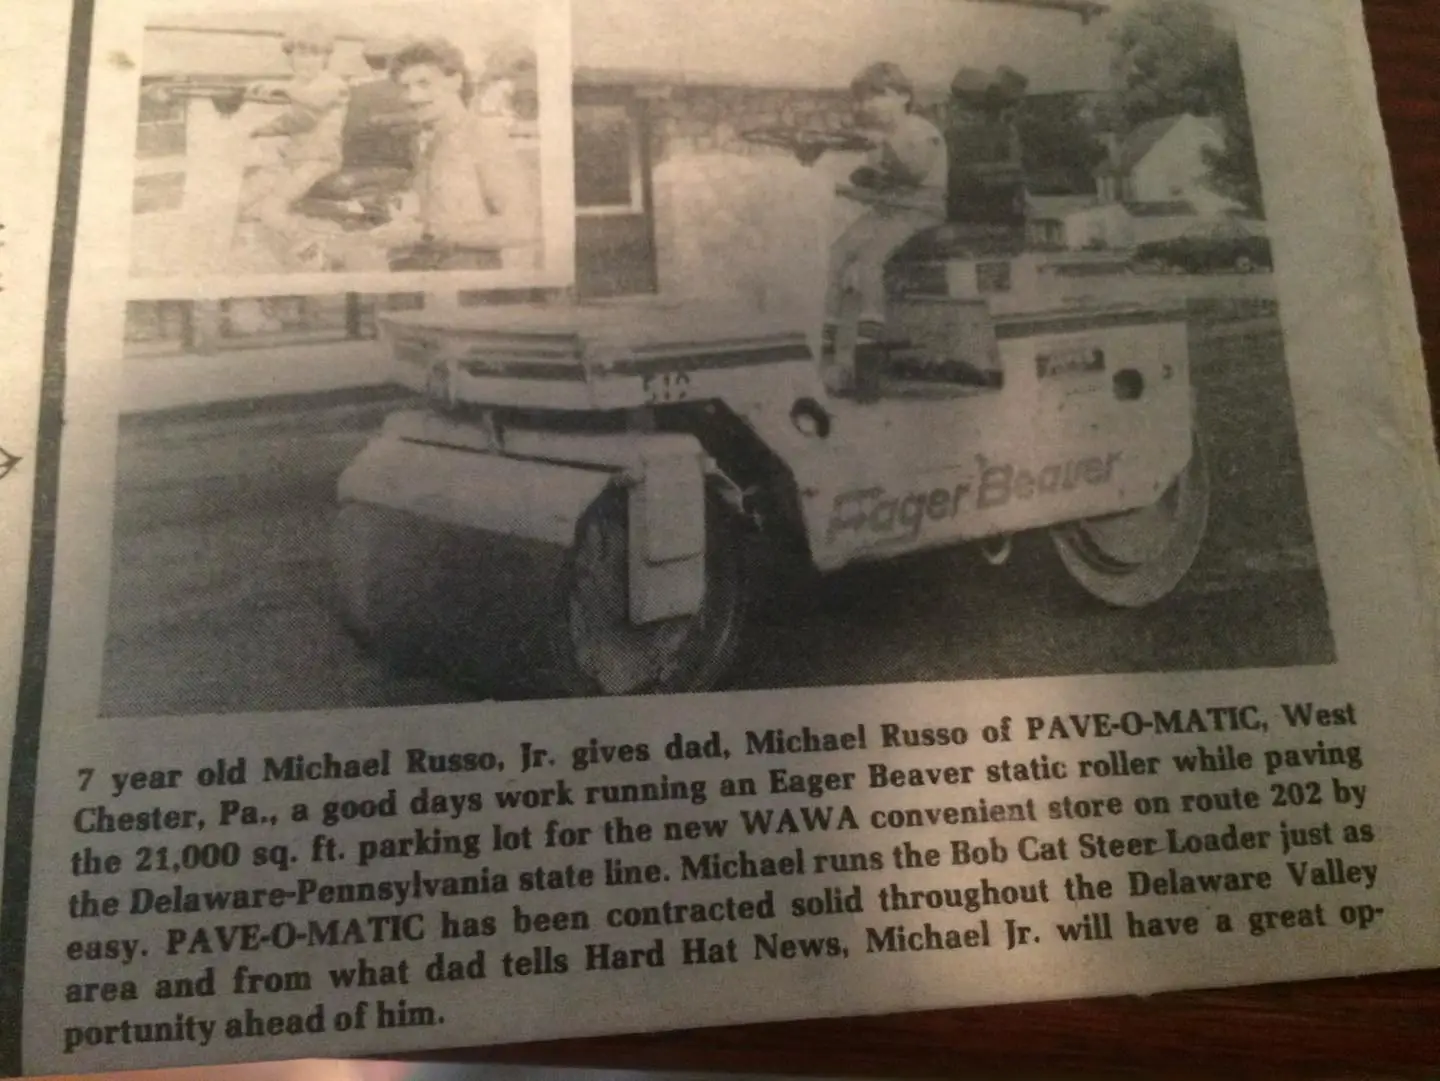 510
3
Eager Beaver
7 year old Michael Russo, Jr. gives dad, Michael Russo of PAVE-O-MATIC, West
Chester, Pa., a good days work running an Eager Beaver static roller while paving
the 21,000 sq. ft. parking lot for the new WAWA convenient store on route 202 by
the Delaware-Pennsylvania state line. Michael runs the Bob Cat Steer Loader just as
easy. PAVE-O-MATIC has been contracted solid throughout the Delaware Valley
area and from what dad tells Hard Hat News, Michael Jr. will have a great op-
portunity ahead of him.